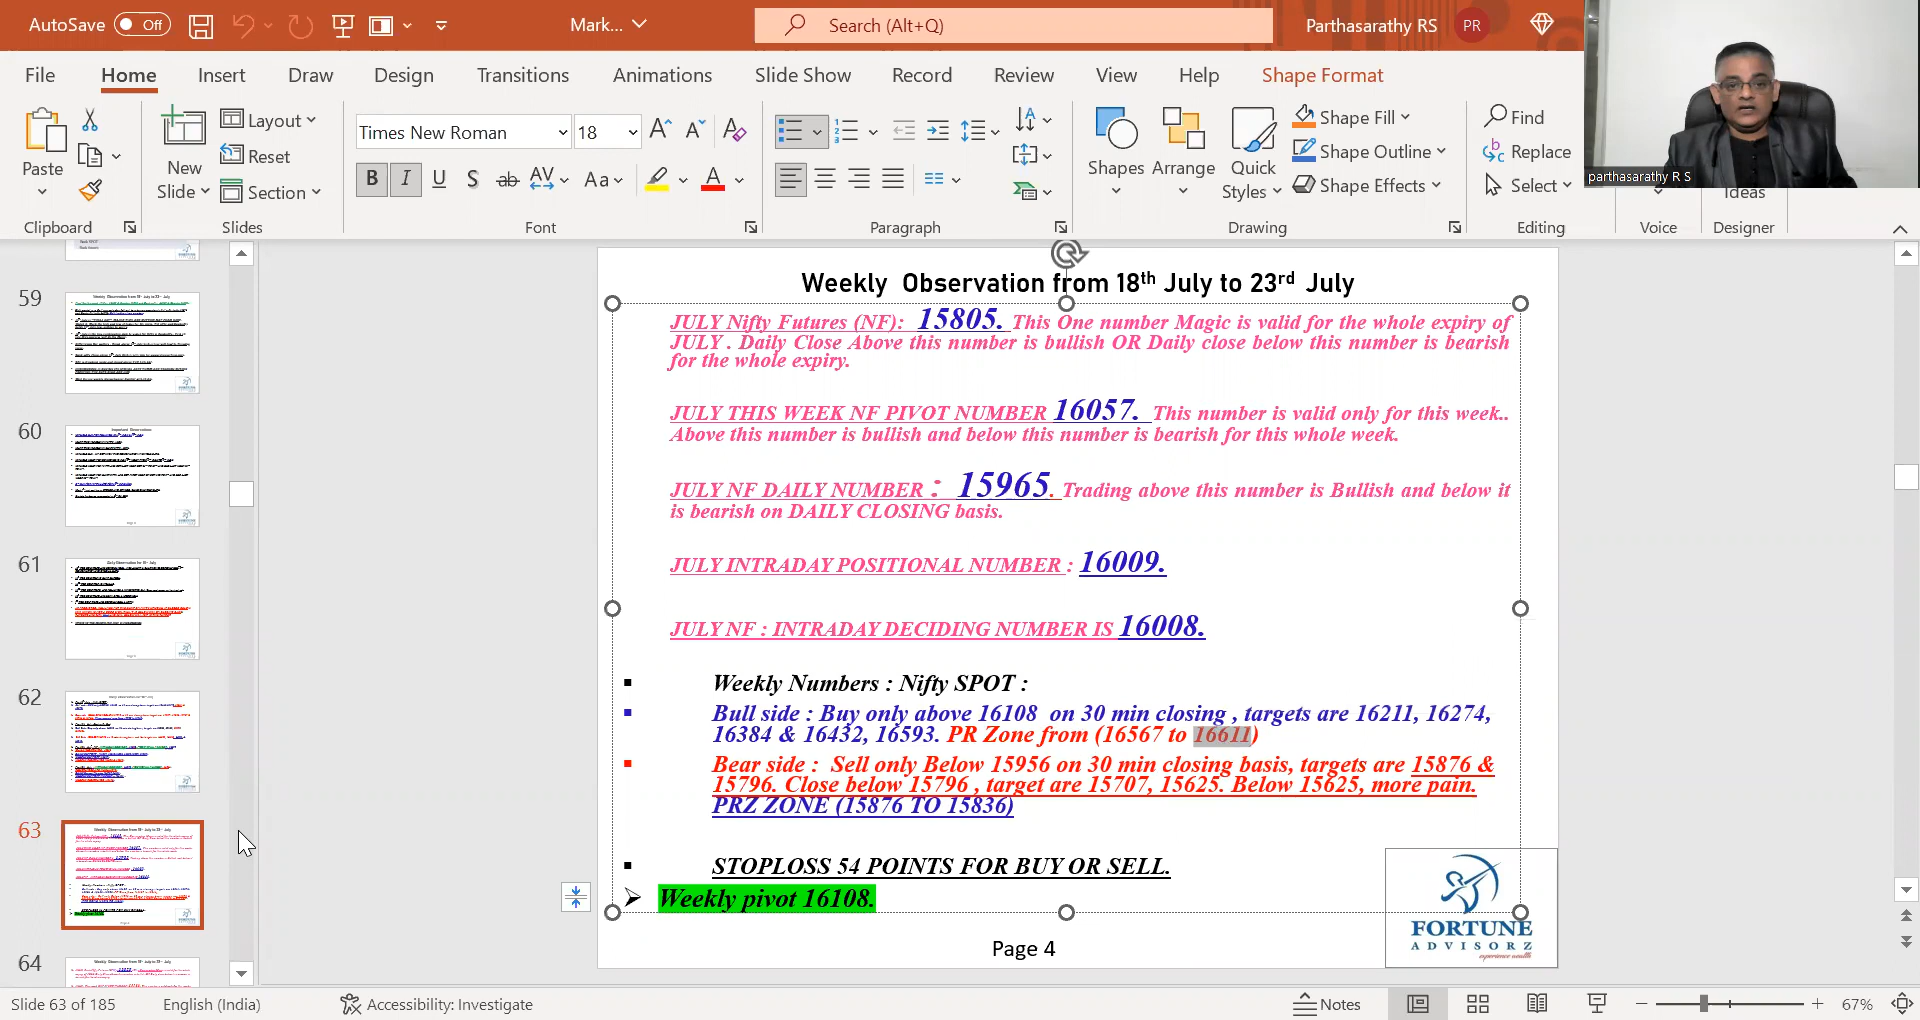 AutoSave Off Mark... Search (Alt+Q) Parthasarathy RS PR
File Home Insert Draw Design Transitions Animations Slide Show Record Review View Help Shape Format
Paste New Slide Layout Reset Section Times New Roman 18 Shapes Arrange Quick Styles Shape Fill Shape Outline Shape Effects Find Replace Select
B I U S ab AV Aa A
parthasarathy R S
Ideas
Clipboard Slides Font Paragraph Drawing Editing Voice Designer
59
60
61
62
63
64
Weekly Observation from 18th July to 23rd July
JULY Nifty Futures (NF): 15805. This One number Magic is valid for the whole expiry of
JULY . Daily Close Above this number is bullish OR Daily close below this number is bearish
for the whole expiry.
JULY THIS WEEK NF PIVOT NUMBER 16057. This number is valid only for this week..
Above this number is bullish and below this number is bearish for this whole week.
JULY NF DAILY NUMBER : 15965. Trading above this number is Bullish and below it
is bearish on DAILY CLOSING basis.
JULY INTRADAY POSITIONAL NUMBER : 16009.
JULY NF : INTRADAY DECIDING NUMBER IS 16008.
▪ Weekly Numbers : Nifty SPOT :
▪ Bull side : Buy only above 16108 on 30 min closing , targets are 16211, 16274,
16384 & 16432, 16593. PR Zone from (16567 to 16611)
▪ Bear side : Sell only Below 15956 on 30 min closing basis, targets are 15876 &
15796. Close below 15796 , target are 15707, 15625. Below 15625, more pain.
PRZ ZONE (15876 TO 15836)
▪ STOPLOSS 54 POINTS FOR BUY OR SELL.
➢ Weekly pivot 16108.
Page 4
FORTUNE
ADVISORZ
experience wealth
Slide 63 of 185 English (India) Accessibility: Investigate Notes 67%